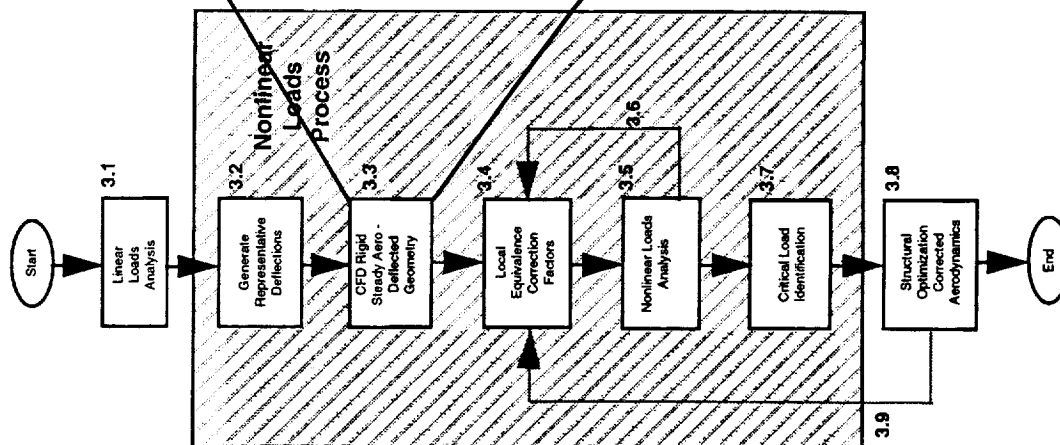 Start
3.1
Linear
Loads
Analysis
Nonlinear
Loads
Process
3.2
Generate
Representative
Deflections
3.3
CFD Rigid
Steady Aero -
Deflected
Geometry
3.4
Local
Equivalence
Correction
Factors
3.6
3.5
Nonlinear Loads
Analysis
3.7
Critical Load
Identification
3.8
Structural
Optimization
Corrected
Aerodynamics
3.9
End